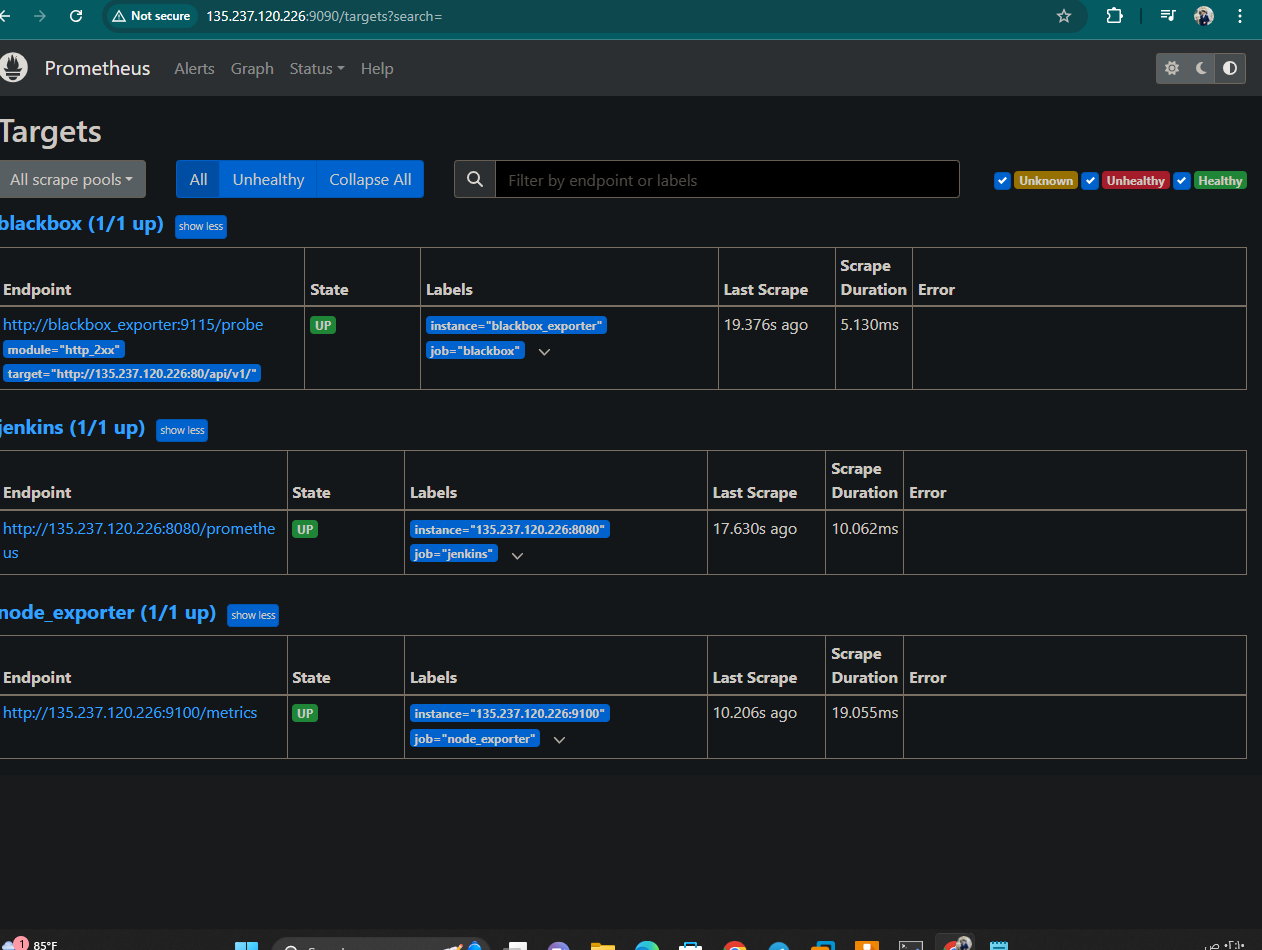 Not secure 135.237.120.226:9090/targets?search=
Prometheus Alerts Graph Status Help
Targets
All scrape pools All Unhealthy Collapse All Filter by endpoint or labels Unknown Unhealthy Healthy
blackbox (1/1 up) show less
Endpoint State Labels Last Scrape Scrape Duration Error
http://blackbox_exporter:9115/probe UP instance="blackbox_exporter" 19.376s ago 5.130ms
module="http_2xx" job="blackbox"
target="http://135.237.120.226:80/api/v1/"
jenkins (1/1 up) show less
Endpoint State Labels Last Scrape Scrape Duration Error
http://135.237.120.226:8080/promethe UP instance="135.237.120.226:8080" 17.630s ago 10.062ms
us job="jenkins"
node_exporter (1/1 up) show less
Endpoint State Labels Last Scrape Scrape Duration Error
http://135.237.120.226:9100/metrics UP instance="135.237.120.226:9100" 10.206s ago 19.055ms
job="node_exporter"
1 85°F